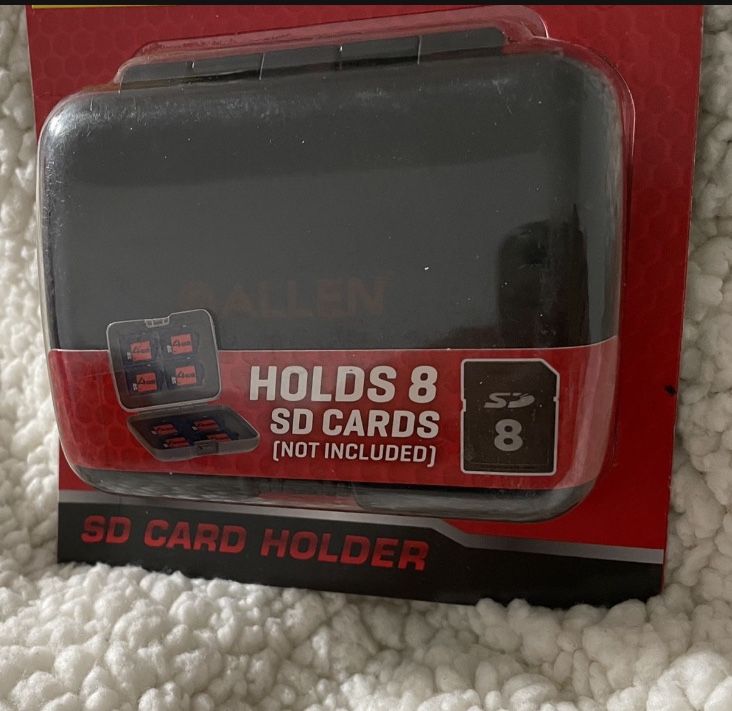 ALLEN
HOLDS 8
SD CARDS
(NOT INCLUDED)
SD
8
SD CARD HOLDER